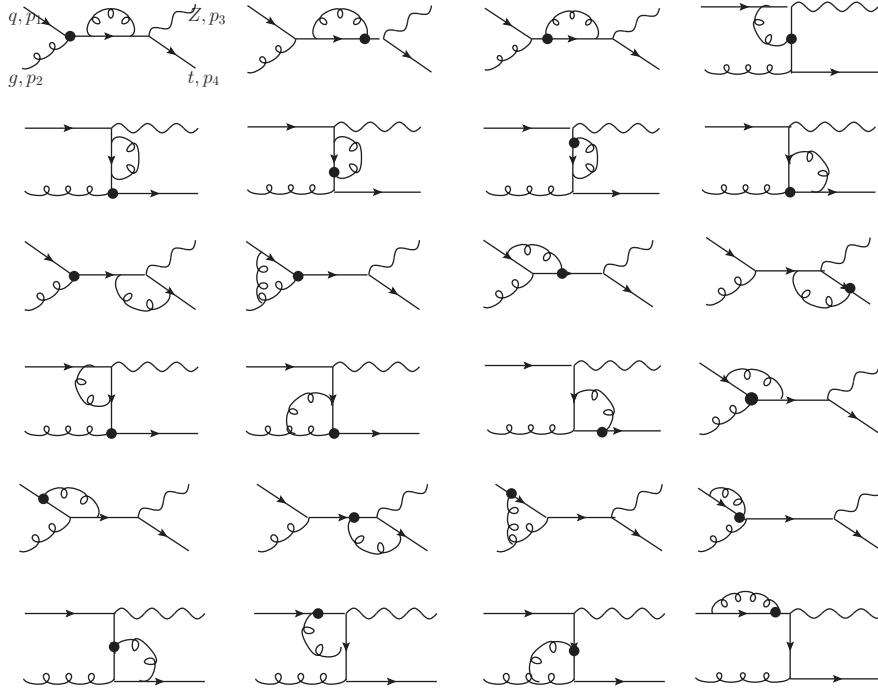 q, p₁
Z, p₃
g, p₂
t, p₄